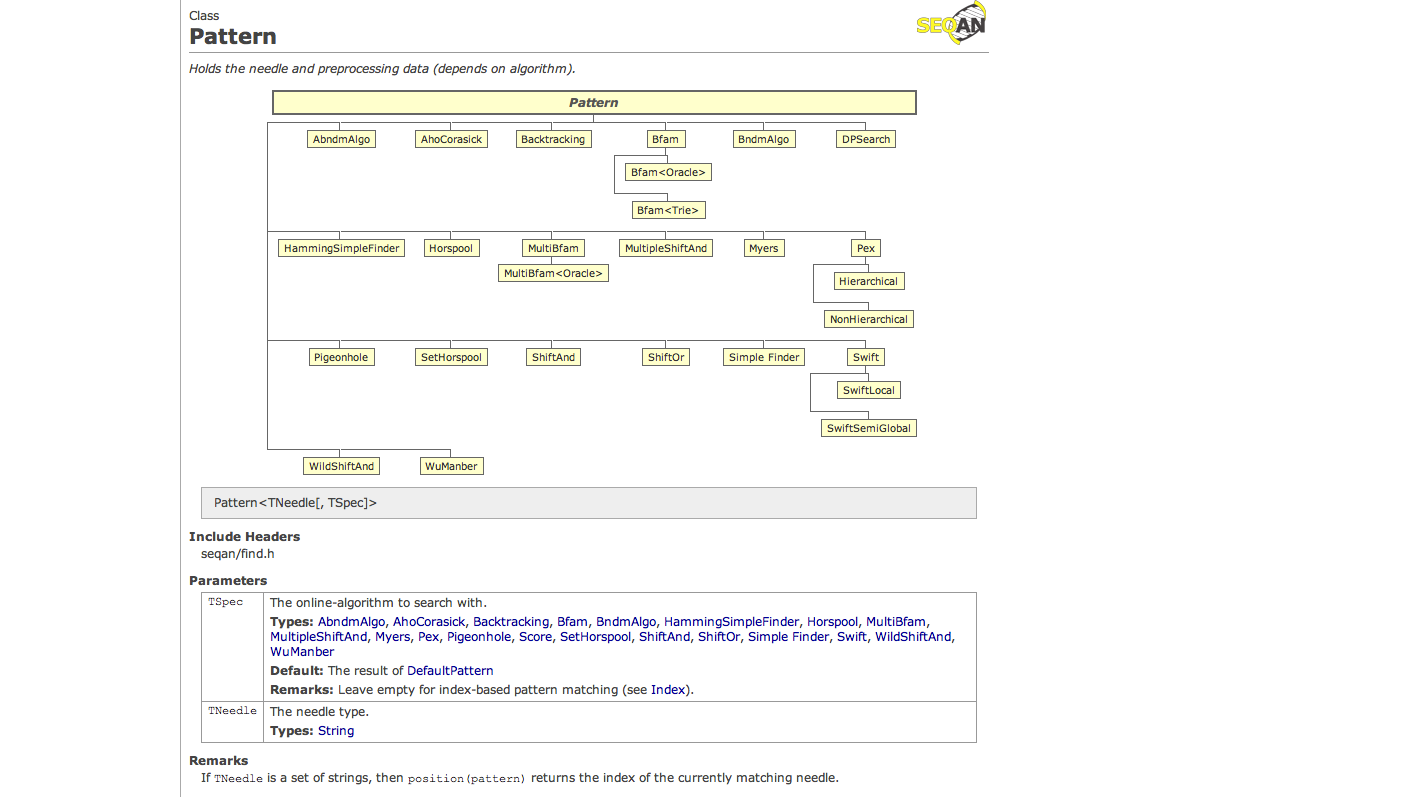 Class
SEQAN
Pattern
Holds the needle and preprocessing data (depends on algorithm).
Pattern
AbndmAlgo AhoCorasick Backtracking Bfam BndmAlgo DPSearch
Bfam<Oracle>
Bfam<Trie>
HammingSimpleFinder Horspool MultiBfam MultipleShiftAnd Myers Pex
MultiBfam<Oracle>
Hierarchical
NonHierarchical
Pigeonhole SetHorspool ShiftAnd ShiftOr Simple Finder Swift
SwiftLocal
SwiftSemiGlobal
WildShiftAnd WuManber
Pattern<TNeedle[, TSpec]>
Include Headers
seqan/find.h
Parameters
TSpec The online-algorithm to search with.
Types: AbndmAlgo, AhoCorasick, Backtracking, Bfam, BndmAlgo, HammingSimpleFinder, Horspool, MultiBfam,
MultipleShiftAnd, Myers, Pex, Pigeonhole, Score, SetHorspool, ShiftAnd, ShiftOr, Simple Finder, Swift, WildShiftAnd,
WuManber
Default: The result of DefaultPattern
Remarks: Leave empty for index-based pattern matching (see Index).
TNeedle The needle type.
Types: String
Remarks
If TNeedle is a set of strings, then position(pattern) returns the index of the currently matching needle.